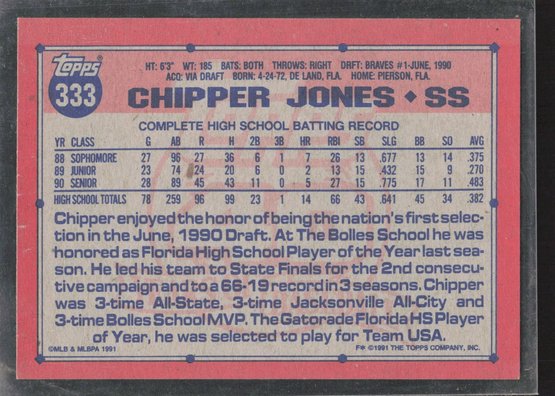 Topps
333
HT: 6'3" WT: 185 BATS: BOTH THROWS: RIGHT DRFT: BRAVES #1-JUNE, 1990
ACQ: VIA DRAFT BORN: 4-24-72, DE LAND, FLA. HOME: PIERSON, FLA.
CHIPPER JONES ◆ SS
COMPLETE HIGH SCHOOL BATTING RECORD
YR CLASS G AB R H 2B 3B HR RBI SB SLG BB SO AVG
88 SOPHOMORE 27 96 27 36 6 1 7 26 13 .677 13 14 .375
89 JUNIOR 23 74 24 20 6 0 2 15 13 .432 15 9 .270
90 SENIOR 28 89 45 43 11 0 5 27 15 .775 17 11 .483
HIGH SCHOOL TOTALS 78 259 96 99 23 1 14 66 43 .641 45 34 .382
Chipper enjoyed the honor of being the nation's first selec-
tion in the June, 1990 Draft. At The Bolles School he was
honored as Florida High School Player of the Year last sea-
son. He led his team to State Finals for the 2nd consecu-
tive campaign and to a 66-19 record in 3 seasons. Chipper
was 3-time All-State, 3-time Jacksonville All-City and
3-time Bolles School MVP. The Gatorade Florida HS Player
of Year, he was selected to play for Team USA.
©MLB & MLBPA 1991 F* ©1991 THE TOPPS COMPANY, INC.